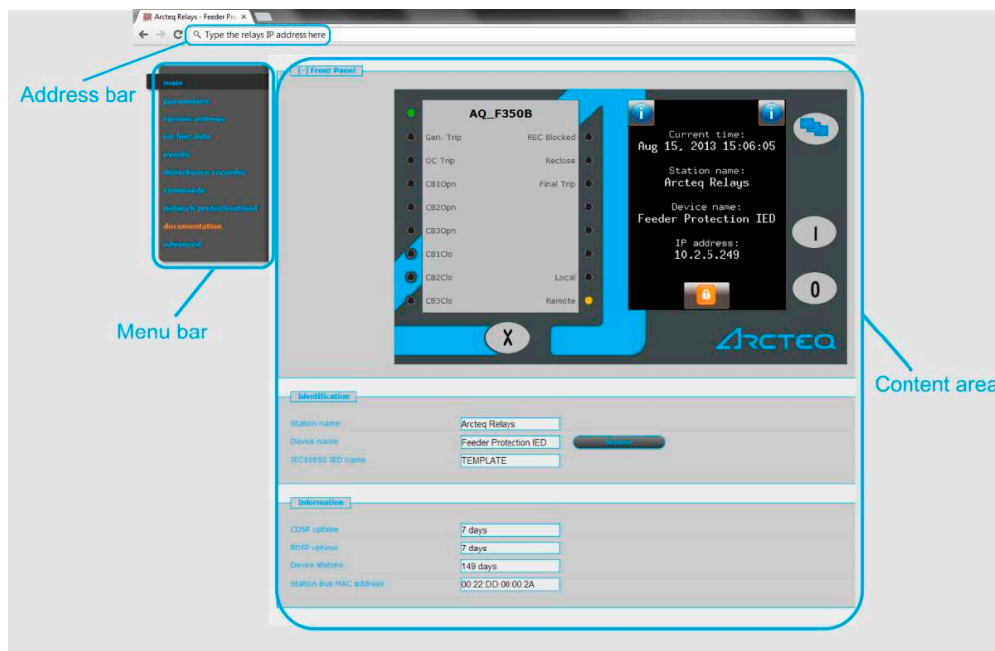 Arcteq Relays - Feeder Pro
Type the relays IP address here
Address bar
main
parameters
system settings
on-line data
events
disturbance recorder
commands
documentation
advanced
Menu bar
[-] Front Panel
AQ_F350B
Gen. Trip REC Blocked
OC Trip Reclose
CB1Opn Final Trip
CB2Opn
CB3Opn
CB1Clo
CB2Clo Local
CB3Clo Remote
X
i i
Current time:
Aug 15, 2013 15:06:05
Station name:
Arcteq Relays
Device name:
Feeder Protection IED
IP address:
10.2.5.249
I
0
ARCTEQ
Content area
Identification
Station name Arcteq Relays
Device name Feeder Protection IED
IEC61850 IED name TEMPLATE
Information
CDSP uptime 7 days
RDSP uptime 7 days
Device lifetime 149 days
Station bus MAC address 00:22:DD:00:00:2A